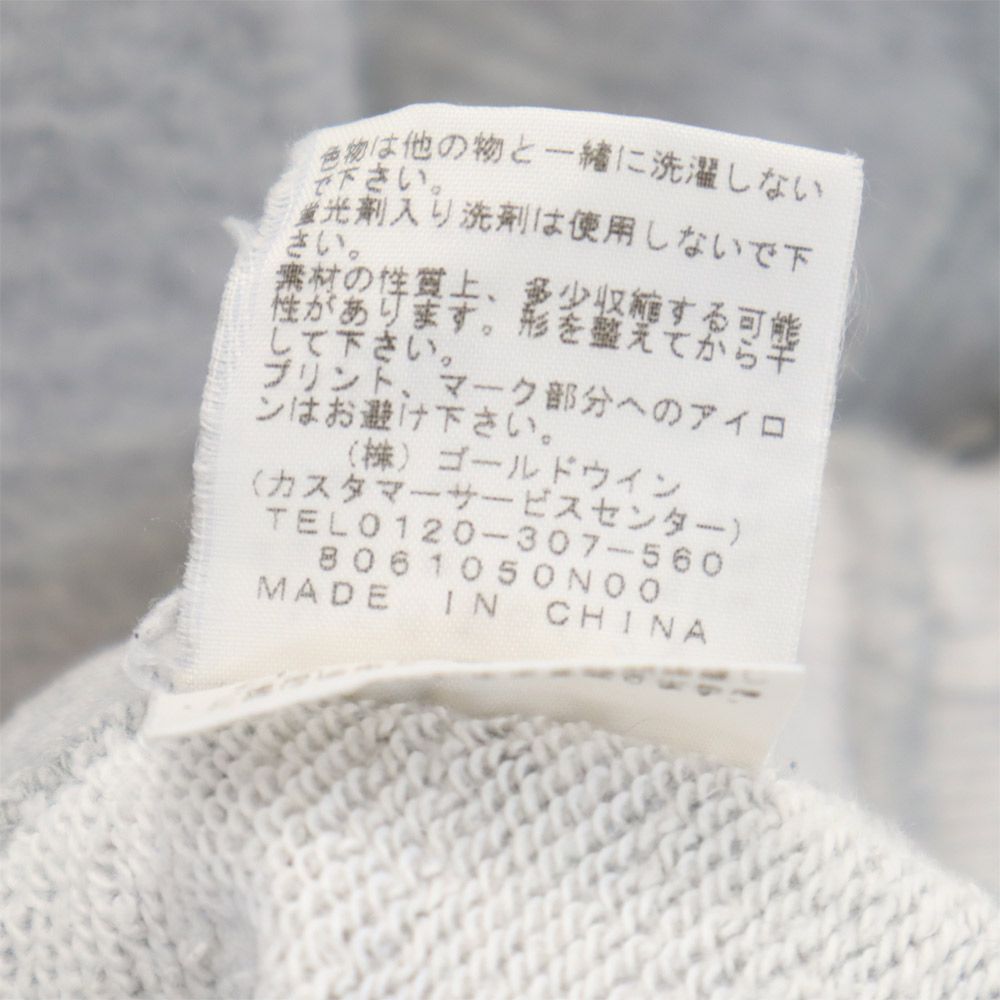 色物は他の物と一緒に洗濯しない
で下さい。
蛍光剤入り洗剤は使用しないで下
さい。
素材の性質上、多少収縮する可能
性があります。形を整えてから干
して下さい。
プリント、マーク部分へのアイロ
ンはお避け下さい。
(株)ゴールドウイン
(カスタマーサービスセンター)
TEL0120-307-560
8061050N00
MADE IN CHINA